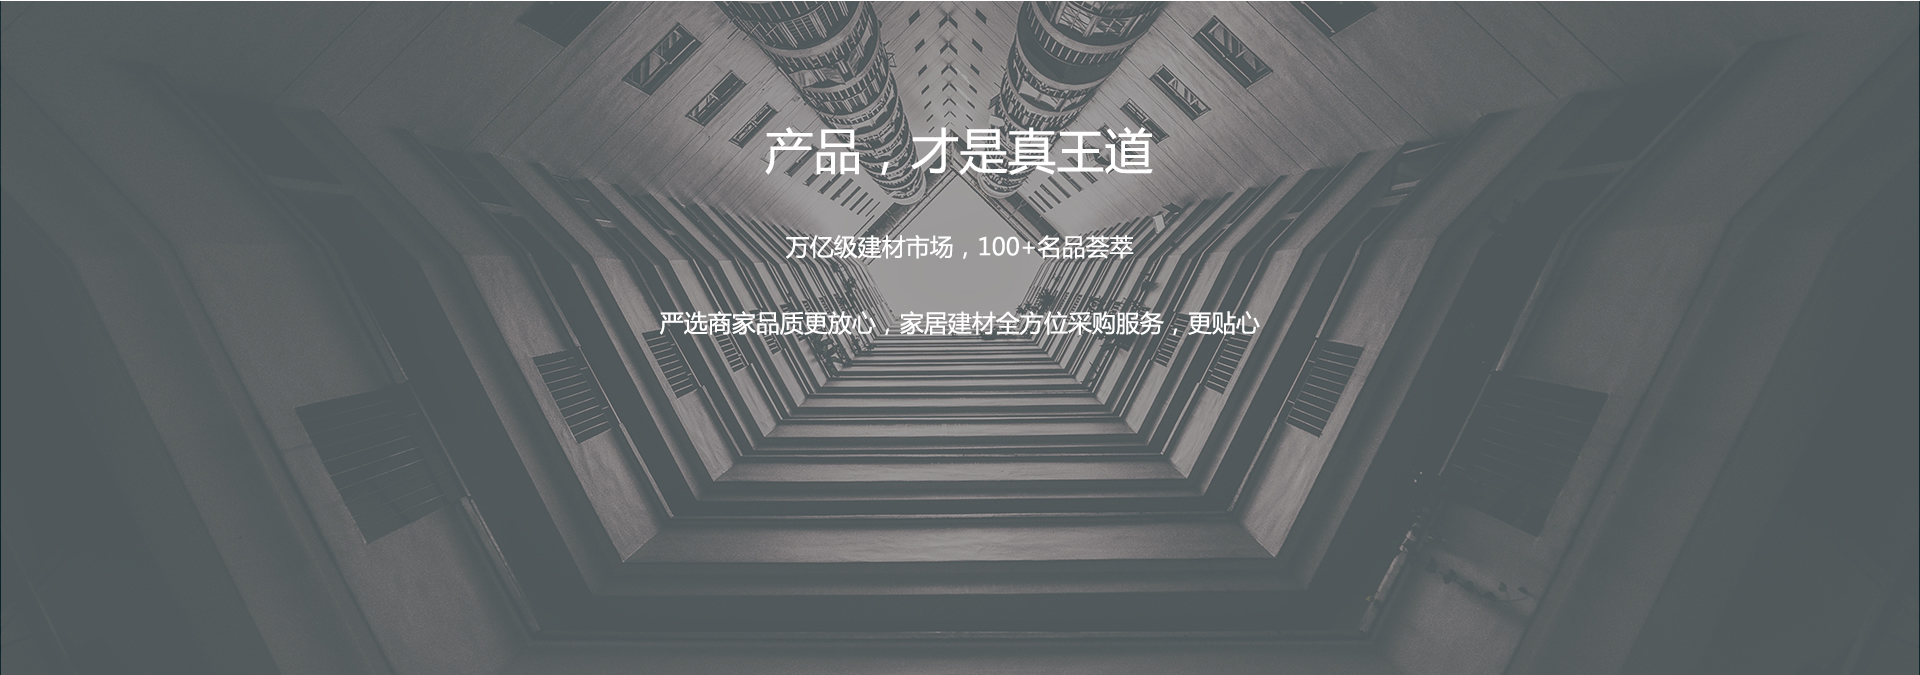 产品，才是真王道
万亿级建材市场，100+名品荟萃
严选商家品质更放心，家居建材全方位采购服务，更贴心